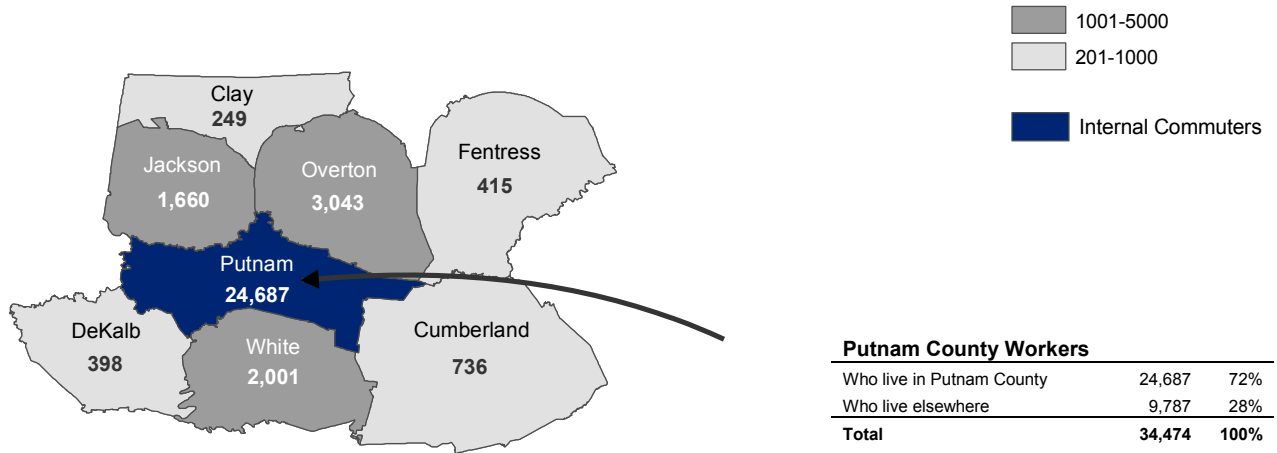 1001-5000
201-1000
Internal Commuters
Clay
249
Jackson
1,660
Overton
3,043
Fentress
415
Putnam
24,687
DeKalb
398
White
2,001
Cumberland
736
Putnam County Workers
Who live in Putnam County 24,687 72%
Who live elsewhere 9,787 28%
Total 34,474 100%